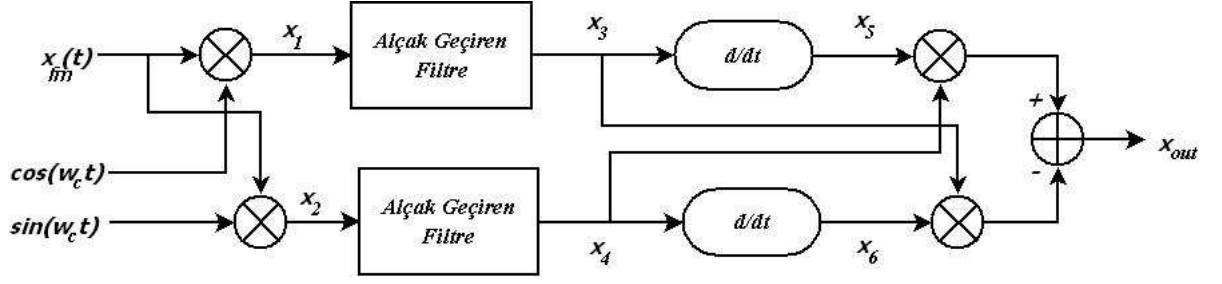 x_fm(t)
x_1
Alçak Geçiren
Filtre
x_3
d/dt
x_5
+
cos(w_c t)
x_out
-
sin(w_c t)
x_2
Alçak Geçiren
Filtre
x_4
d/dt
x_6